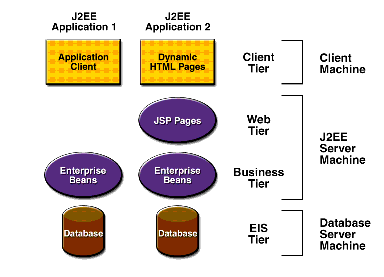 J2EE
Application 1
J2EE
Application 2
Application
Client
Dynamic
HTML Pages
Client
Tier
Client
Machine
JSP Pages
Web
Tier
J2EE
Server
Machine
Enterprise
Beans
Enterprise
Beans
Business
Tier
Database
Database
EIS
Tier
Database
Server
Machine